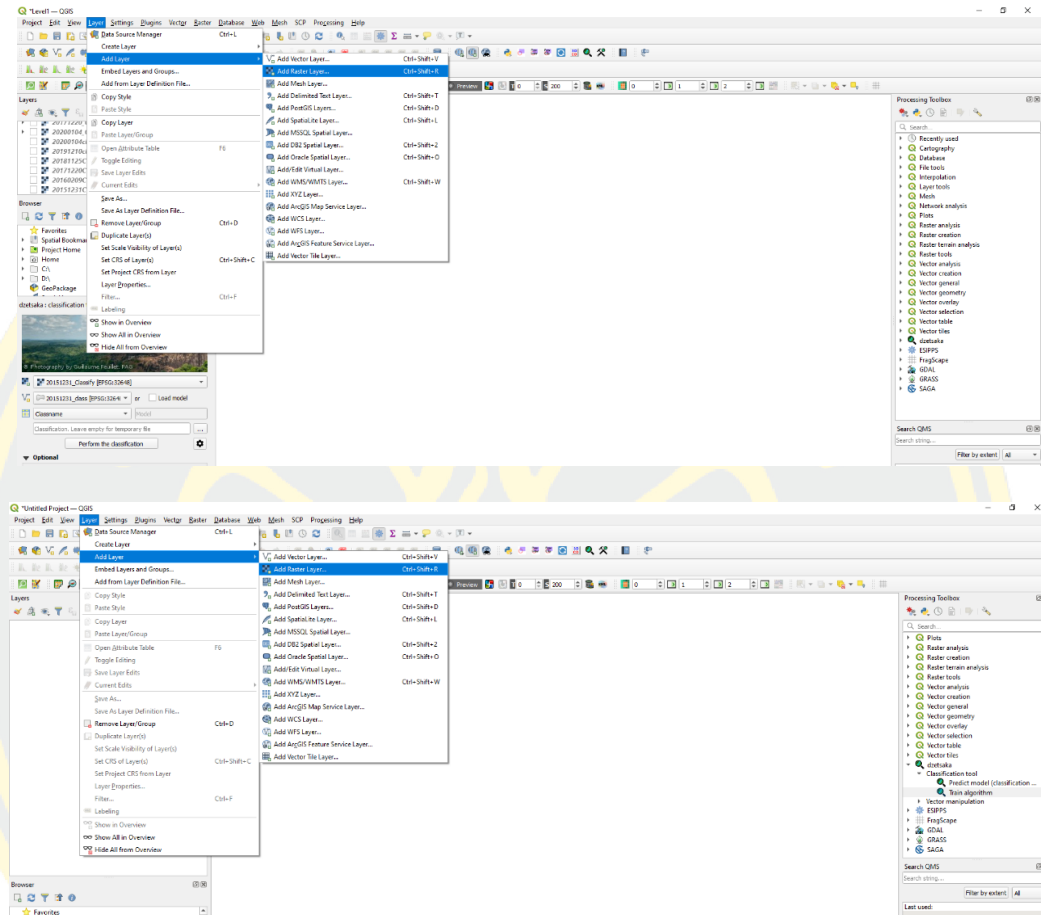 *Level1 — QGIS
Project Edit View Layer Settings Plugins Vector Raster Database Web Mesh SCP Processing Help
Data Source Manager Ctrl+L
Create Layer
Add Layer
Embed Layers and Groups...
Add from Layer Definition File...
Copy Style
Paste Style
Copy Layer
Paste Layer/Group
Open Attribute Table F6
Toggle Editing
Save Layer Edits
Current Edits
Save As...
Save As Layer Definition File...
Remove Layer/Group Ctrl+D
Duplicate Layer(s)
Set Scale Visibility of Layer(s)
Set CRS of Layer(s) Ctrl+Shift+C
Set Project CRS from Layer
Layer Properties...
Filter... Ctrl+F
Labeling
Show in Overview
Show All in Overview
Hide All from Overview
Add Vector Layer... Ctrl+Shift+V
Add Raster Layer... Ctrl+Shift+R
Add Mesh Layer...
Add Delimited Text Layer... Ctrl+Shift+T
Add PostGIS Layers... Ctrl+Shift+D
Add SpatiaLite Layer... Ctrl+Shift+L
Add MSSQL Spatial Layer...
Add DB2 Spatial Layer... Ctrl+Shift+2
Add Oracle Spatial Layer... Ctrl+Shift+O
Add/Edit Virtual Layer...
Add WMS/WMTS Layer... Ctrl+Shift+W
Add XYZ Layer...
Add ArcGIS Map Service Layer...
Add WCS Layer...
Add WFS Layer...
Add ArcGIS Feature Service Layer...
Add Vector Tile Layer...
Preview 0 200 0 1 2
Layers
20200104
20200104c
20191210c
20181125C
20171220C
20160209C
20151231C
Browser
Favorites
Spatial Bookmar
Project Home
Home
C:\
D:\
GeoPackage
dzetsaka : classification
© Photography by Guillaume Feuillet, PAG
20151231_Classify [EPSG:32648]
20151231_class [EPSG:3264 or Load model
Classname Model
Classification. Leave empty for temporary file ...
Perform the classification
Optional
Processing Toolbox
Search...
Recently used
Cartography
Database
File tools
Interpolation
Layer tools
Mesh
Network analysis
Plots
Raster analysis
Raster creation
Raster terrain analysis
Raster tools
Vector analysis
Vector creation
Vector general
Vector geometry
Vector overlay
Vector selection
Vector table
Vector tiles
dzetsaka
ESIPPS
FragScape
GDAL
GRASS
SAGA
Search QMS
Search string...
Filter by extent All
*Untitled Project — QGIS
Project Edit View Layer Settings Plugins Vector Raster Database Web Mesh SCP Processing Help
Data Source Manager Ctrl+L
Create Layer
Add Layer
Embed Layers and Groups...
Add from Layer Definition File...
Copy Style
Paste Style
Copy Layer
Paste Layer/Group
Open Attribute Table F6
Toggle Editing
Save Layer Edits
Current Edits
Save As...
Save As Layer Definition File...
Remove Layer/Group Ctrl+D
Duplicate Layer(s)
Set Scale Visibility of Layer(s)
Set CRS of Layer(s) Ctrl+Shift+C
Set Project CRS from Layer
Layer Properties...
Filter... Ctrl+F
Labeling
Show in Overview
Show All in Overview
Hide All from Overview
Add Vector Layer... Ctrl+Shift+V
Add Raster Layer... Ctrl+Shift+R
Add Mesh Layer...
Add Delimited Text Layer... Ctrl+Shift+T
Add PostGIS Layers... Ctrl+Shift+D
Add SpatiaLite Layer... Ctrl+Shift+L
Add MSSQL Spatial Layer...
Add DB2 Spatial Layer... Ctrl+Shift+2
Add Oracle Spatial Layer... Ctrl+Shift+O
Add/Edit Virtual Layer...
Add WMS/WMTS Layer... Ctrl+Shift+W
Add XYZ Layer...
Add ArcGIS Map Service Layer...
Add WCS Layer...
Add WFS Layer...
Add ArcGIS Feature Service Layer...
Add Vector Tile Layer...
Preview 0 200 0 1 2
Layers
Browser
Favorites
Processing Toolbox
Search...
Plots
Raster analysis
Raster creation
Raster terrain analysis
Raster tools
Vector analysis
Vector creation
Vector general
Vector geometry
Vector overlay
Vector selection
Vector table
Vector tiles
dzetsaka
Classification tool
Predict model (classification ...
Train algorithm
Vector manipulation
ESIPPS
FragScape
GDAL
GRASS
SAGA
Search QMS
Search string...
Filter by extent All
Last used: